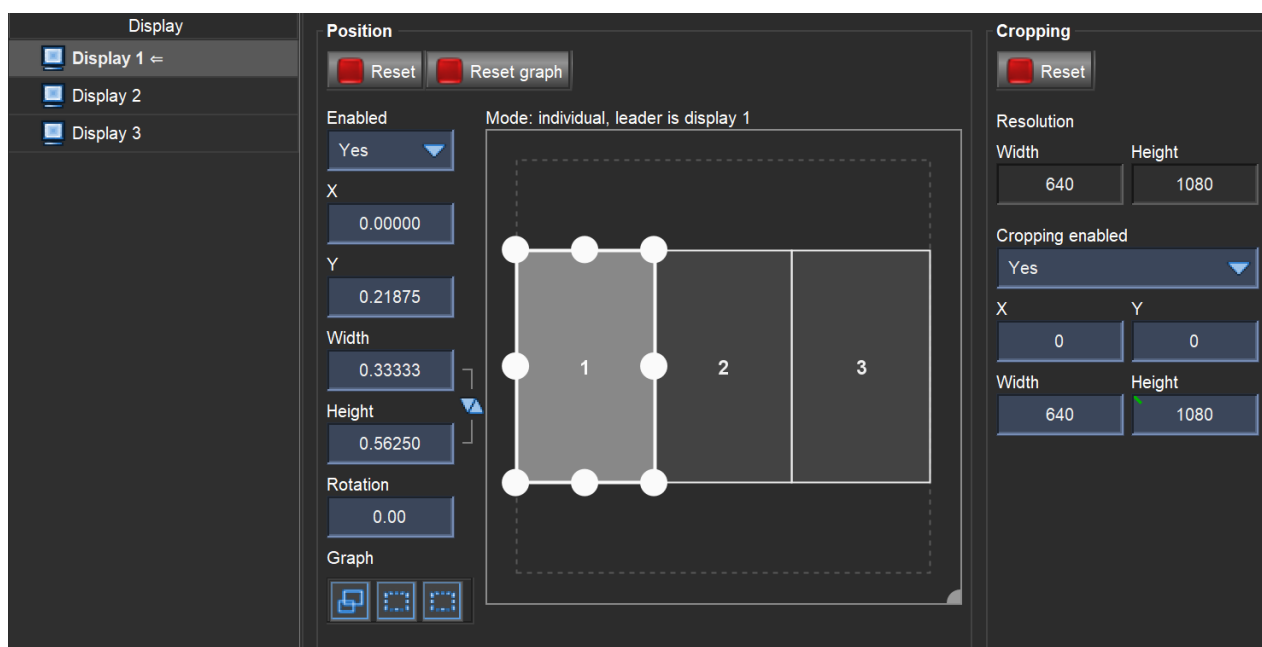 Display
Display 1 ⇐
Display 2
Display 3
Position
Reset
Reset graph
Enabled
Yes
X
0.00000
Y
0.21875
Width
0.33333
Height
0.56250
Rotation
0.00
Graph
Mode: individual, leader is display 1
1
2
3
Cropping
Reset
Resolution
Width Height
640 1080
Cropping enabled
Yes
X Y
0 0
Width Height
640 1080